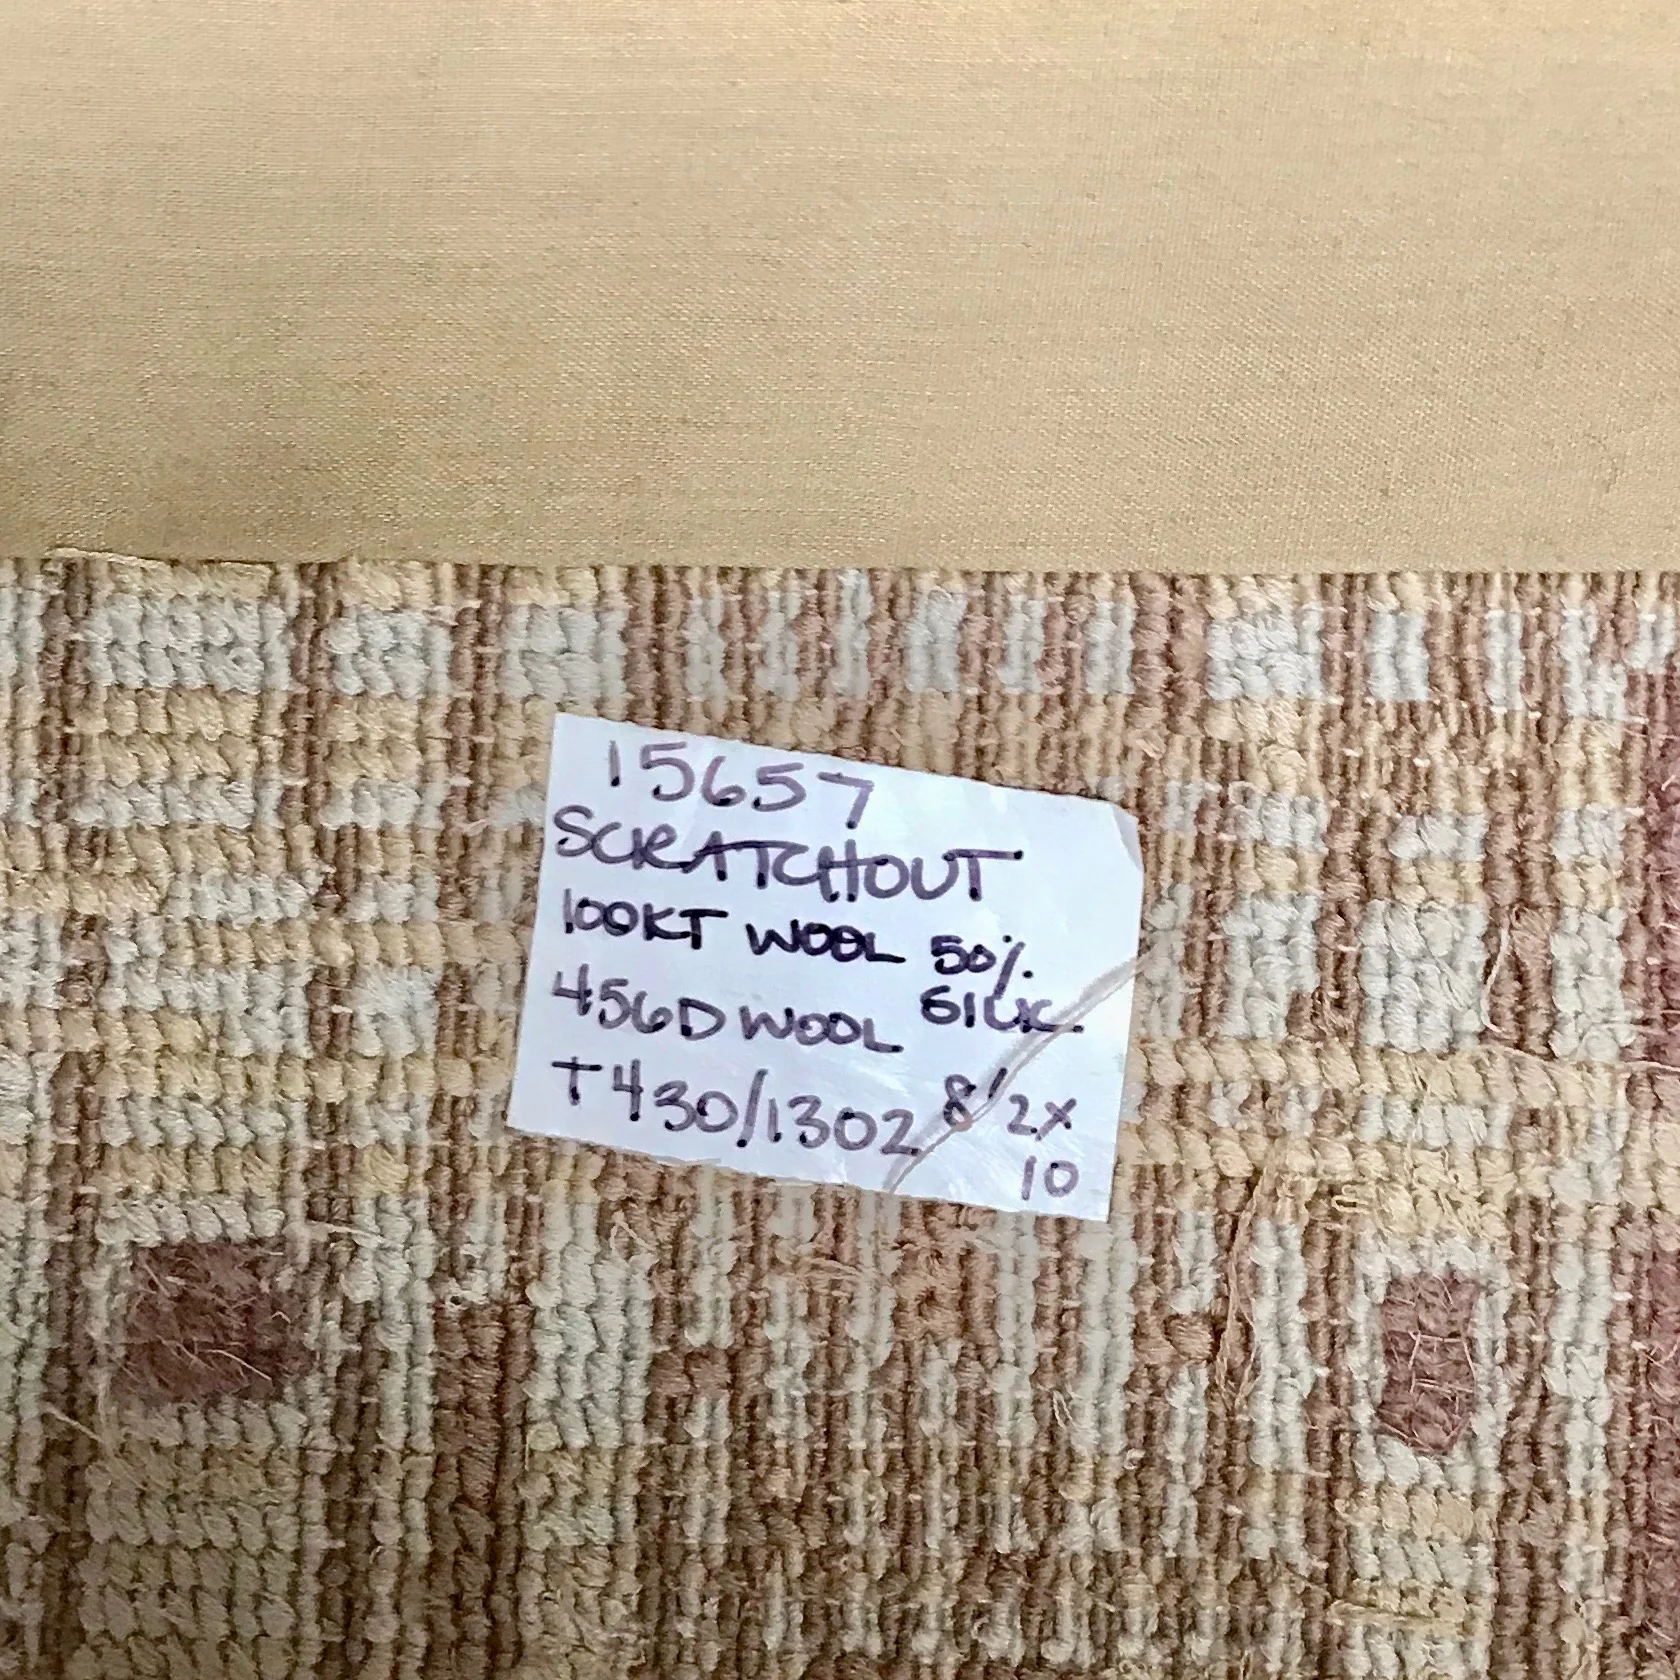 15657
SCRATCHOUT
100KT WOOL 50%
456D WOOL SILK.
T430/1302 8'2X
10